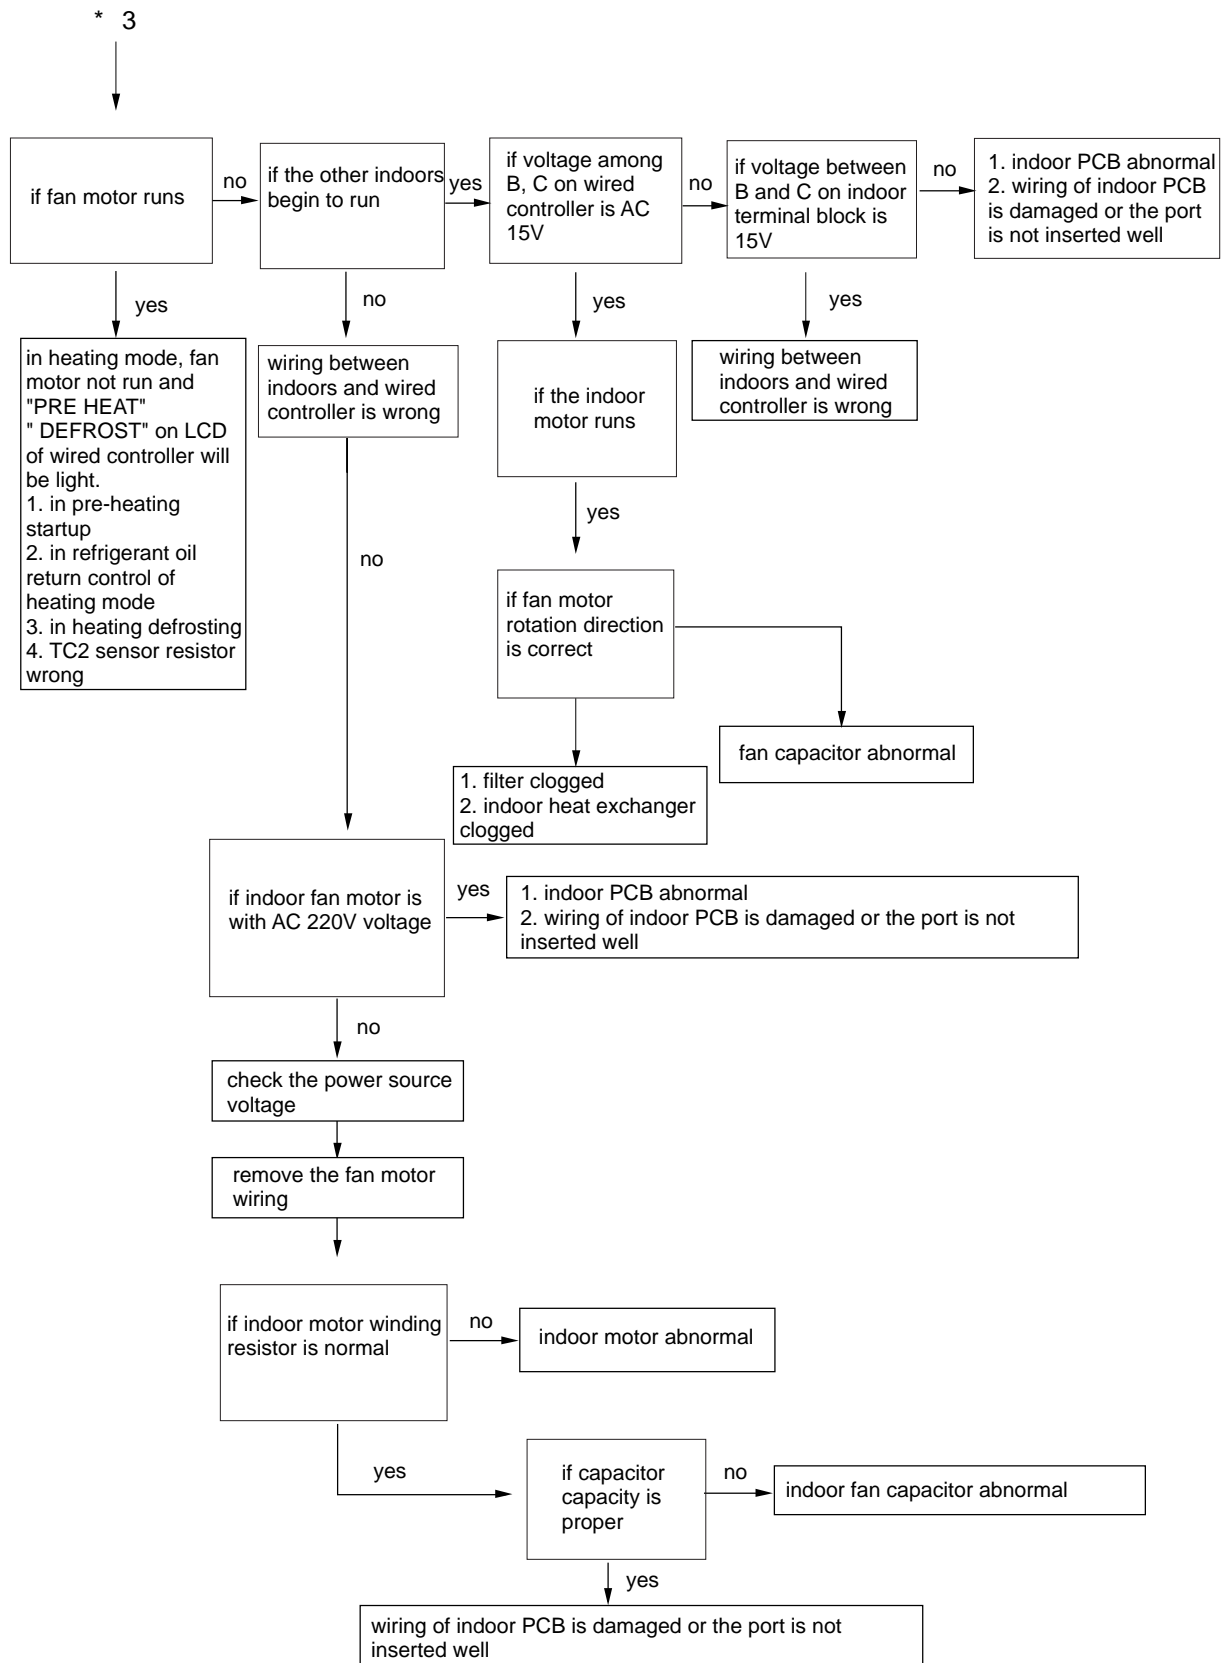 * 3
if fan motor runs
no
if the other indoors
begin to run
yes
if voltage among
B, C on wired
controller is AC
15V
no
if voltage between
B and C on indoor
terminal block is
15V
no
1. indoor PCB abnormal
2. wiring of indoor PCB
is damaged or the port
is not inserted well
yes
no
yes
yes
in heating mode, fan
motor not run and
"PRE HEAT"
" DEFROST" on LCD
of wired controller will
be light.
1. in pre-heating
startup
2. in refrigerant oil
return control of
heating mode
3. in heating defrosting
4. TC2 sensor resistor
wrong
wiring between
indoors and wired
controller is wrong
if the indoor
motor runs
wiring between
indoors and wired
controller is wrong
yes
no
if fan motor
rotation direction
is correct
fan capacitor abnormal
1. filter clogged
2. indoor heat exchanger
clogged
if indoor fan motor is
with AC 220V voltage
yes
1. indoor PCB abnormal
2. wiring of indoor PCB is damaged or the port is not
inserted well
no
check the power source
voltage
remove the fan motor
wiring
if indoor motor winding
resistor is normal
no
indoor motor abnormal
yes
if capacitor
capacity is
proper
no
indoor fan capacitor abnormal
yes
wiring of indoor PCB is damaged or the port is not
inserted well